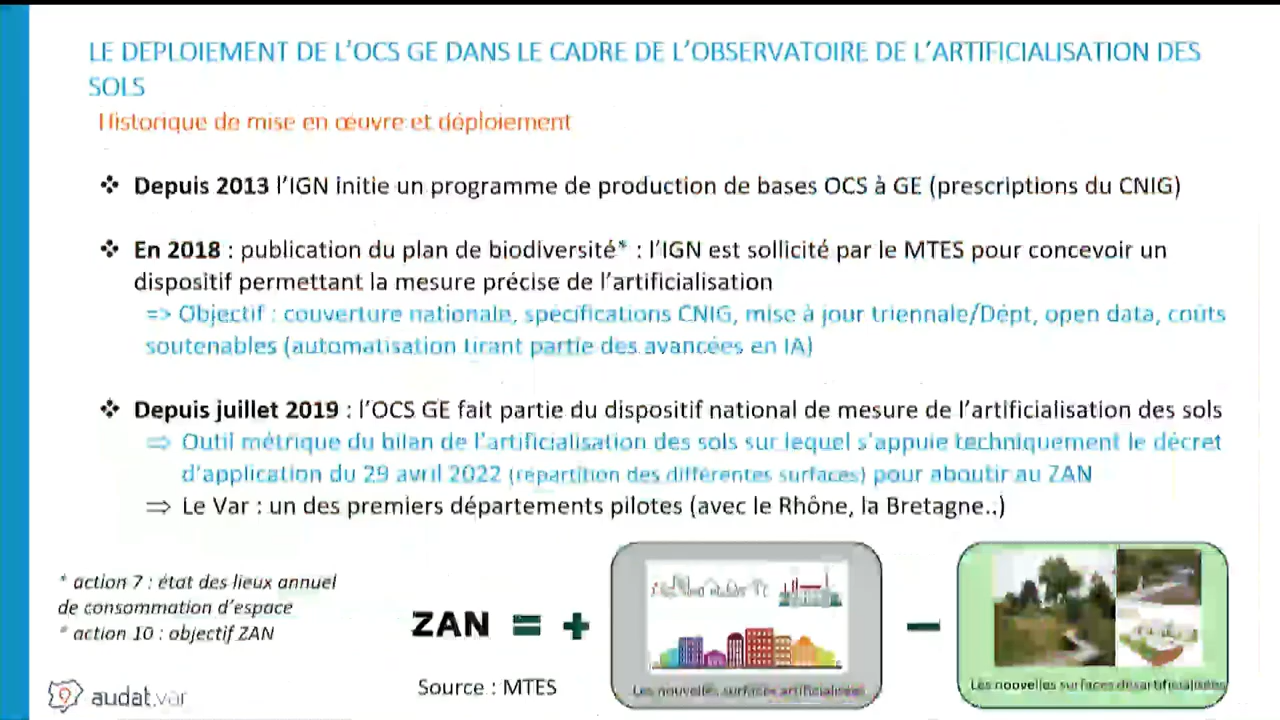 LE DEPLOIEMENT DE L'OCS GE DANS LE CADRE DE L'OBSERVATOIRE DE L'ARTIFICIALISATION DES
SOLS
Historique de mise en œuvre et déploiement
❖ Depuis 2013 l'IGN initie un programme de production de bases OCS à GE (prescriptions du CNIG)
❖ En 2018 : publication du plan de biodiversité* : l'IGN est sollicité par le MTES pour concevoir un
dispositif permettant la mesure précise de l'artificialisation
=> Objectif : couverture nationale, spécifications CNIG, mise à jour triennale/Dépt, open data, coûts
soutenables (automatisation tirant partie des avancées en IA)
❖ Depuis juillet 2019 : l'OCS GE fait partie du dispositif national de mesure de l'artificialisation des sols
⇒ Outil métrique du bilan de l'artificialisation des sols sur lequel s'appuie techniquement le décret
d'application du 29 avril 2022 (répartition des différentes surfaces) pour aboutir au ZAN
⇒ Le Var : un des premiers départements pilotes (avec le Rhône, la Bretagne..)
* action 7 : état des lieux annuel
de consommation d'espace
* action 10 : objectif ZAN
ZAN = + −
Source : MTES
Les nouvelles surfaces artificialisées
Les nouvelles surfaces désartificialisées
audat.var